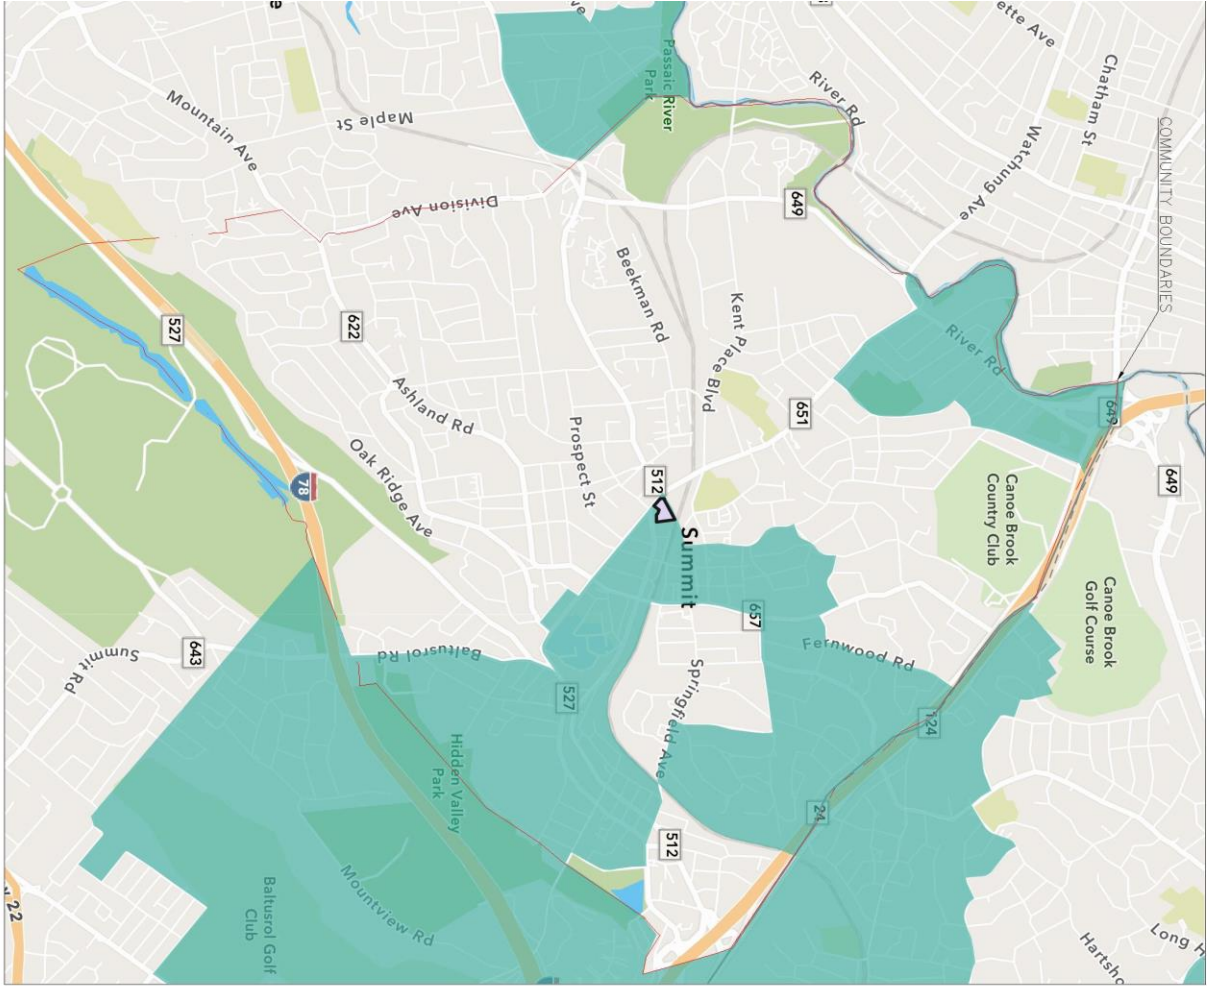 ette Ave
Chatham St
River Rd
Watchung Ave
COMMUNITY BOUNDARIES
Passaic River
Park
Mountain Ave
Maple St
Division Ave
649
Beekman Rd
Kent Place Blvd
River Rd
527
622
651
649
649
Ashland Rd
Prospect St
Oak Ridge Ave
512
78
Summit
Canoe Brook
Country Club
Canoe Brook
Golf Course
657
Fernwood Rd
643
Summit Rd
Baltusrol Rd
527
Springfield Ave
124
24
Hidden Valley
Park
512
Mountview Rd
Baltusrol Golf
Club
22
Long H
Hartsho